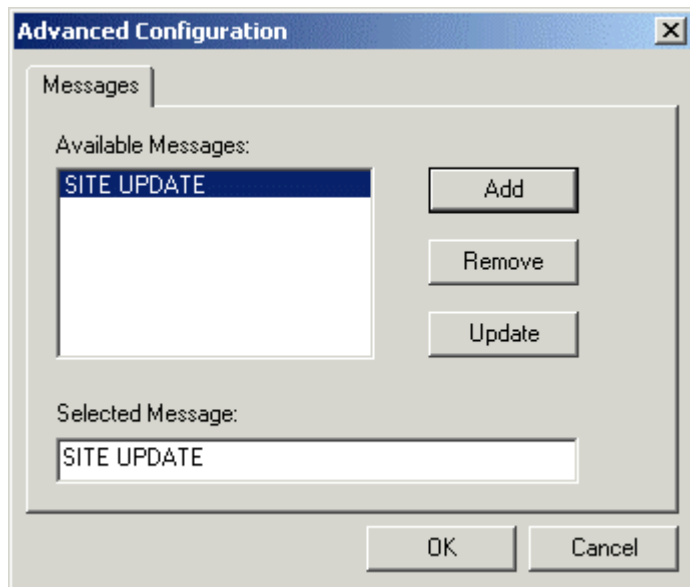 Advanced Configuration
Messages
Available Messages:
SITE UPDATE
Add
Remove
Update
Selected Message:
SITE UPDATE
OK
Cancel